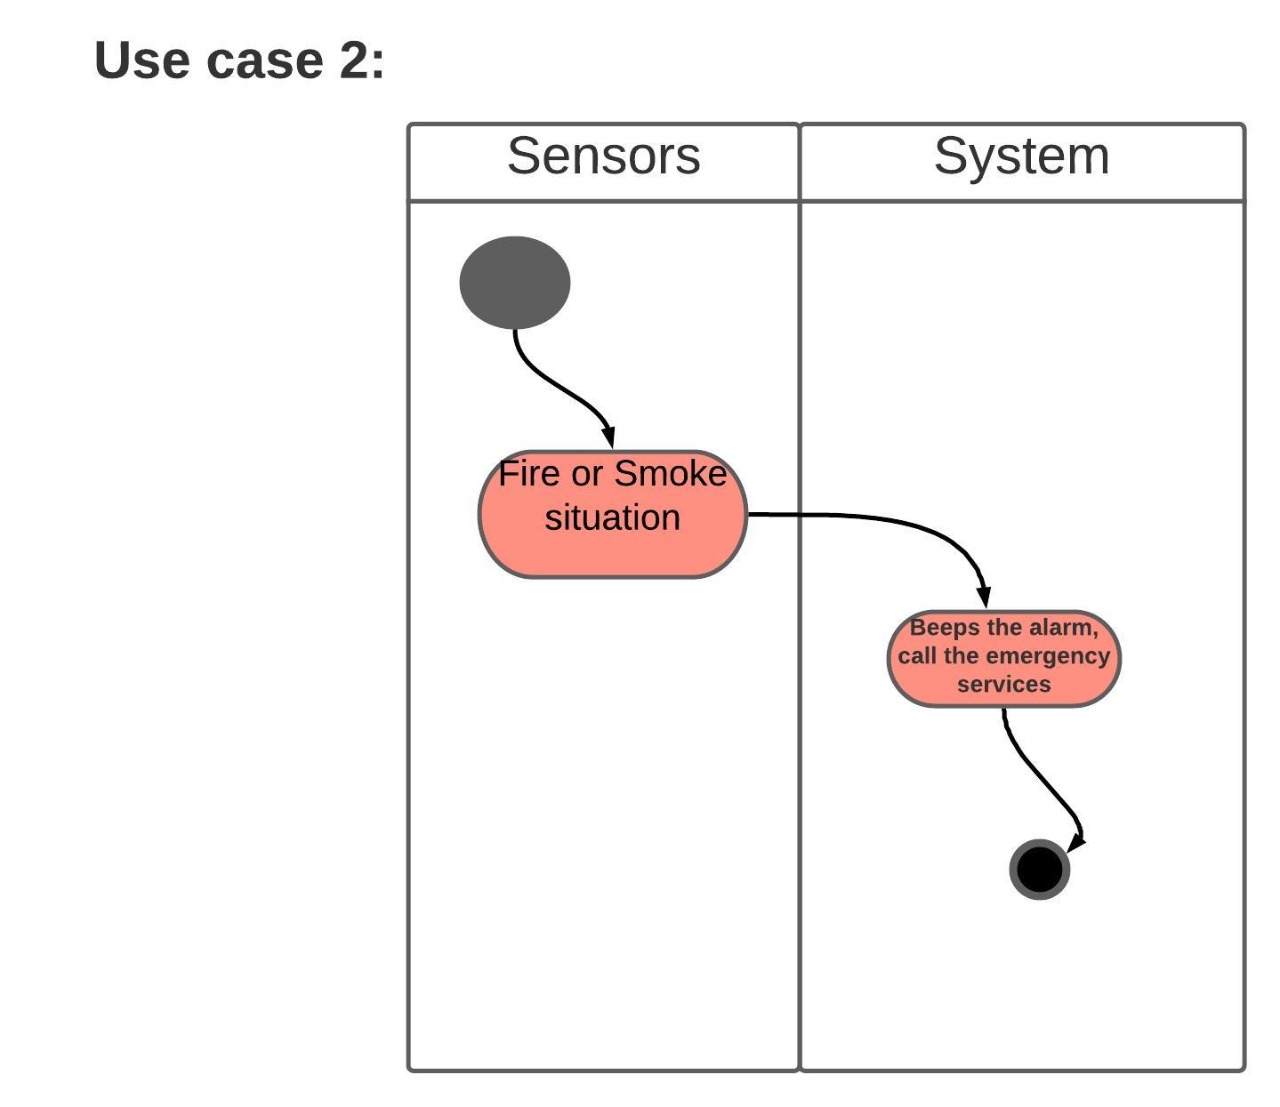 Use case 2:
Sensors
System
Fire or Smoke
situation
Beeps the alarm,
call the emergency
services